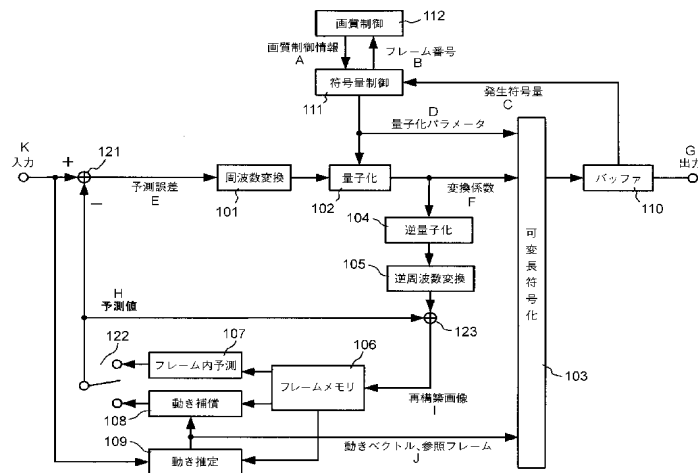 画質制御
112
画質制御情報
A
フレーム番号
B
符号量制御
111
発生符号量
C
D
量子化パラメータ
K
入力
+
121
予測誤差
E
周波数変換
101
量子化
102
変換係数
F
バッファ
110
G
出力
−
104
逆量子化
105
逆周波数変換
可変長符号化
103
H
予測値
123
122
107
フレーム内予測
106
フレームメモリ
再構築画像
I
動き補償
108
109
動き推定
動きベクトル、参照フレーム
J